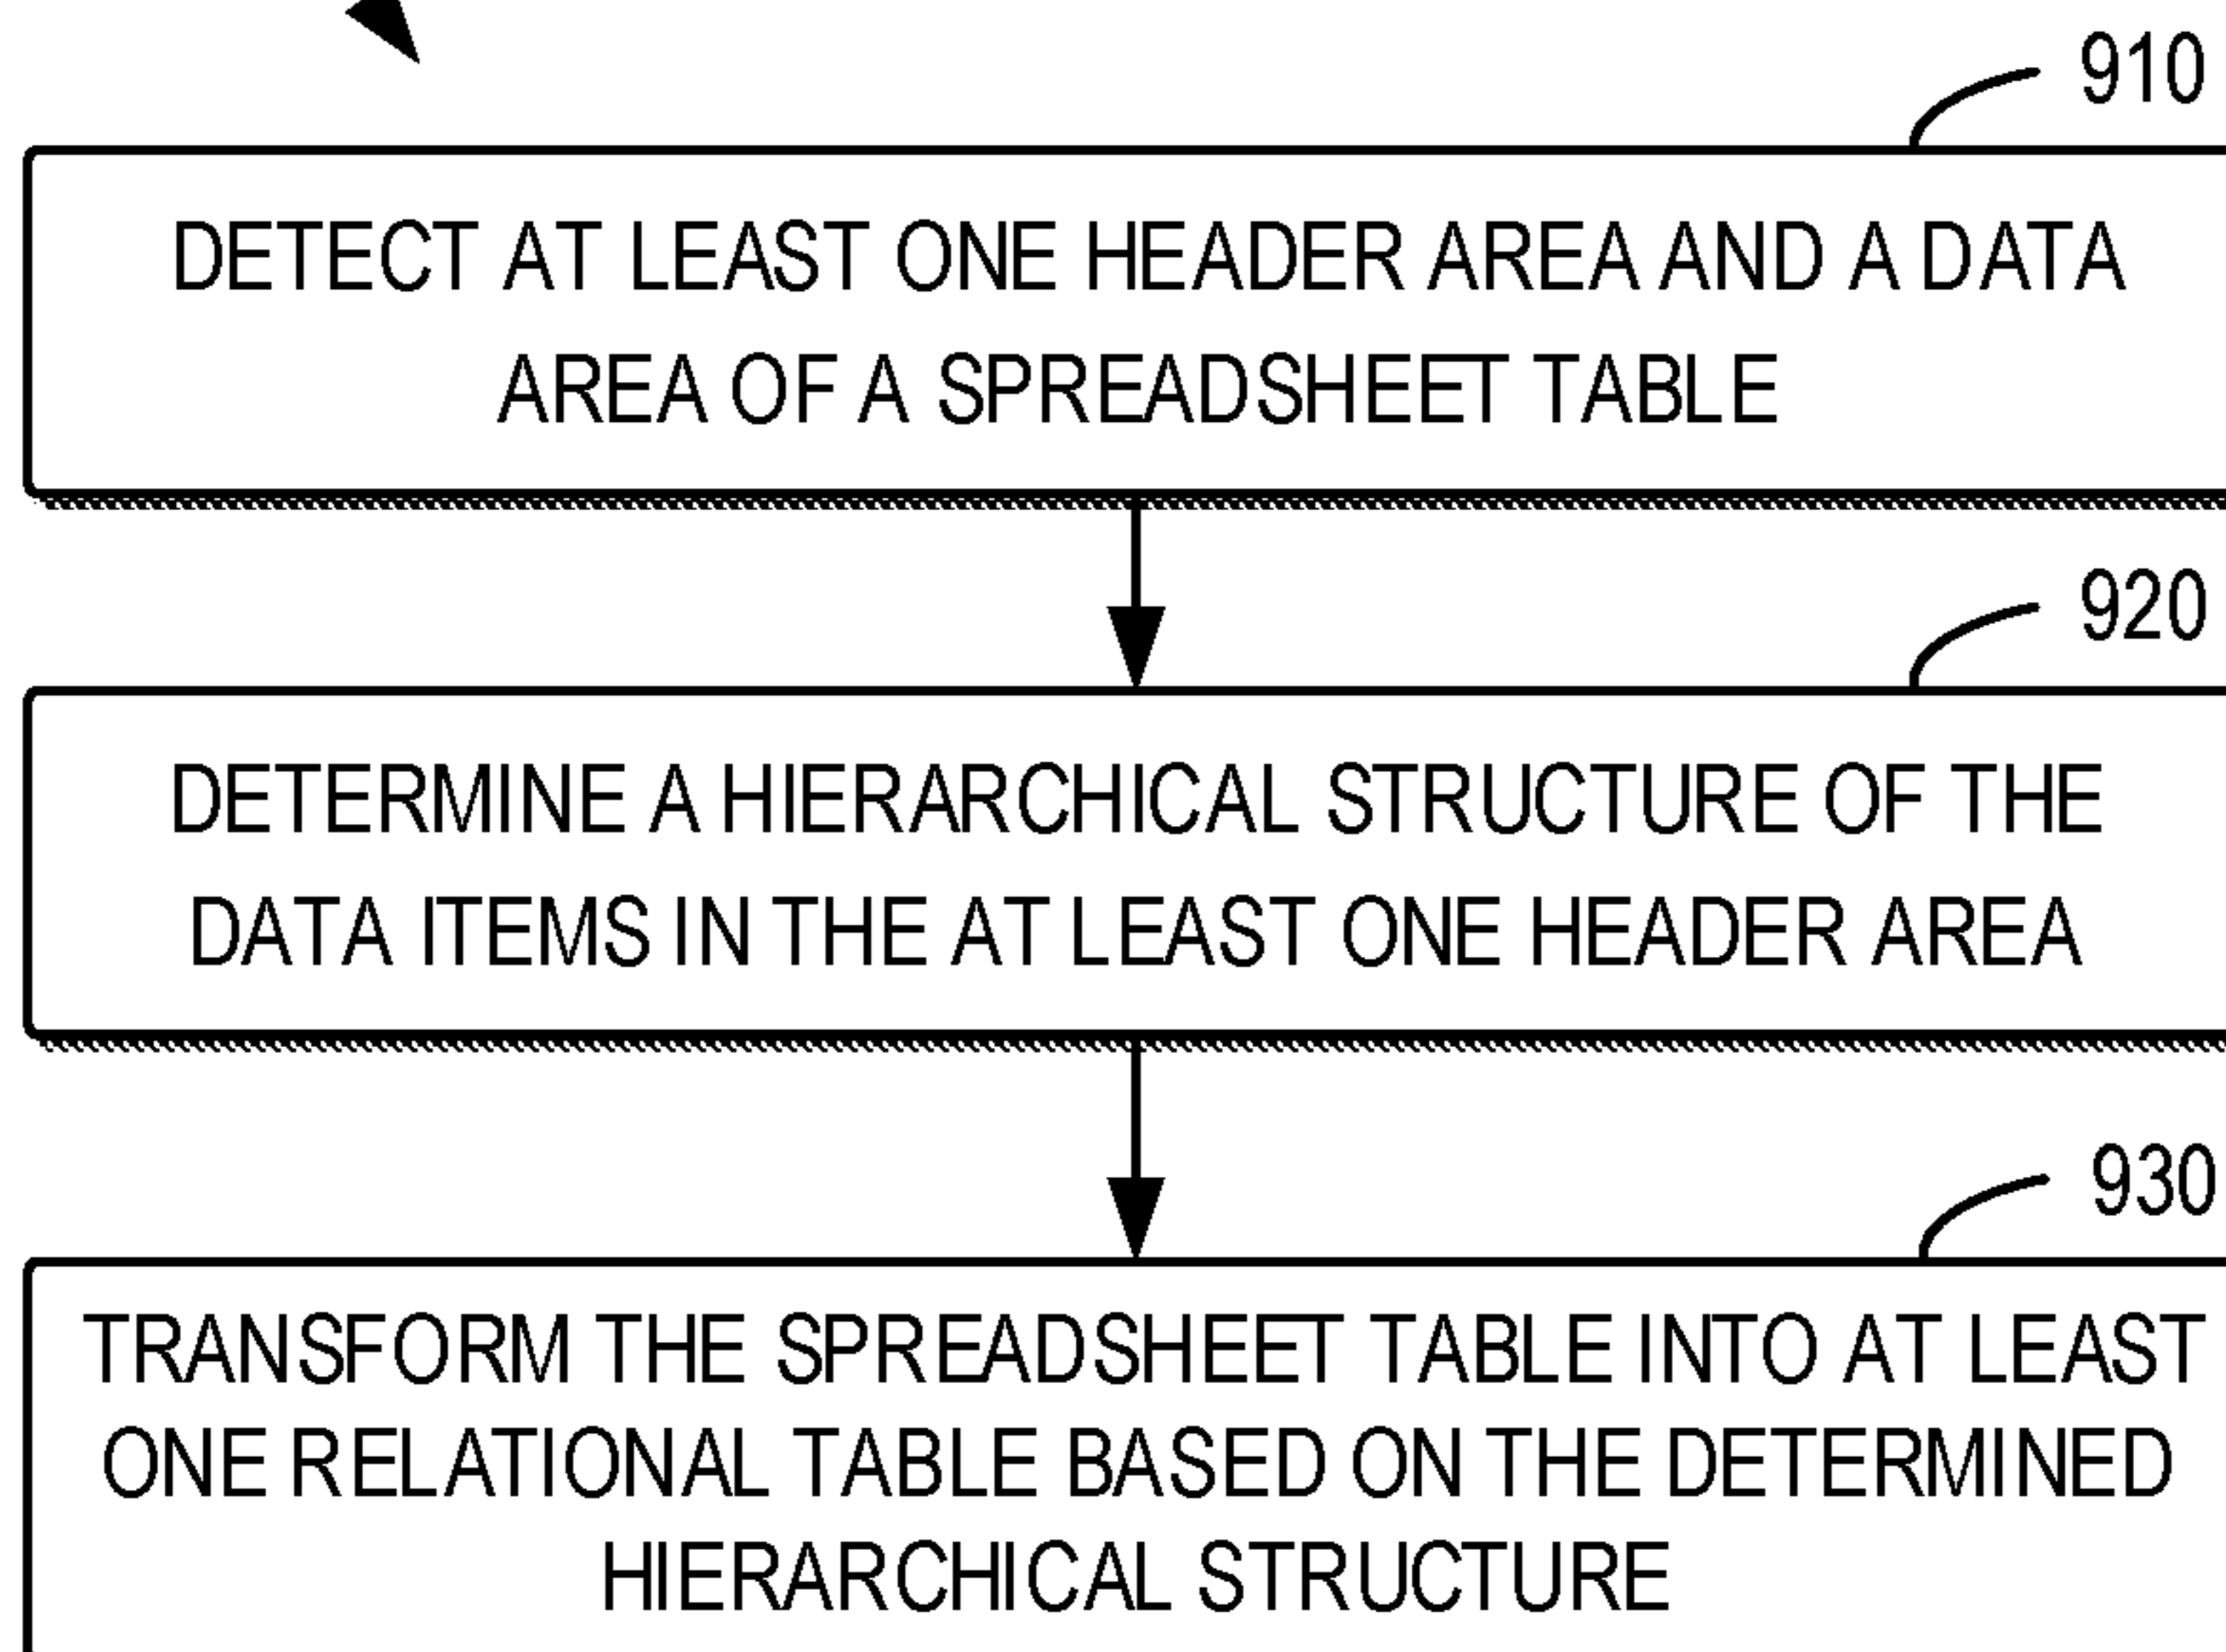 910
DETECT AT LEAST ONE HEADER AREA AND A DATA
AREA OF A SPREADSHEET TABLE
920
DETERMINE A HIERARCHICAL STRUCTURE OF THE
DATA ITEMS IN THE AT LEAST ONE HEADER AREA
930
TRANSFORM THE SPREADSHEET TABLE INTO AT LEAST
ONE RELATIONAL TABLE BASED ON THE DETERMINED
HIERARCHICAL STRUCTURE